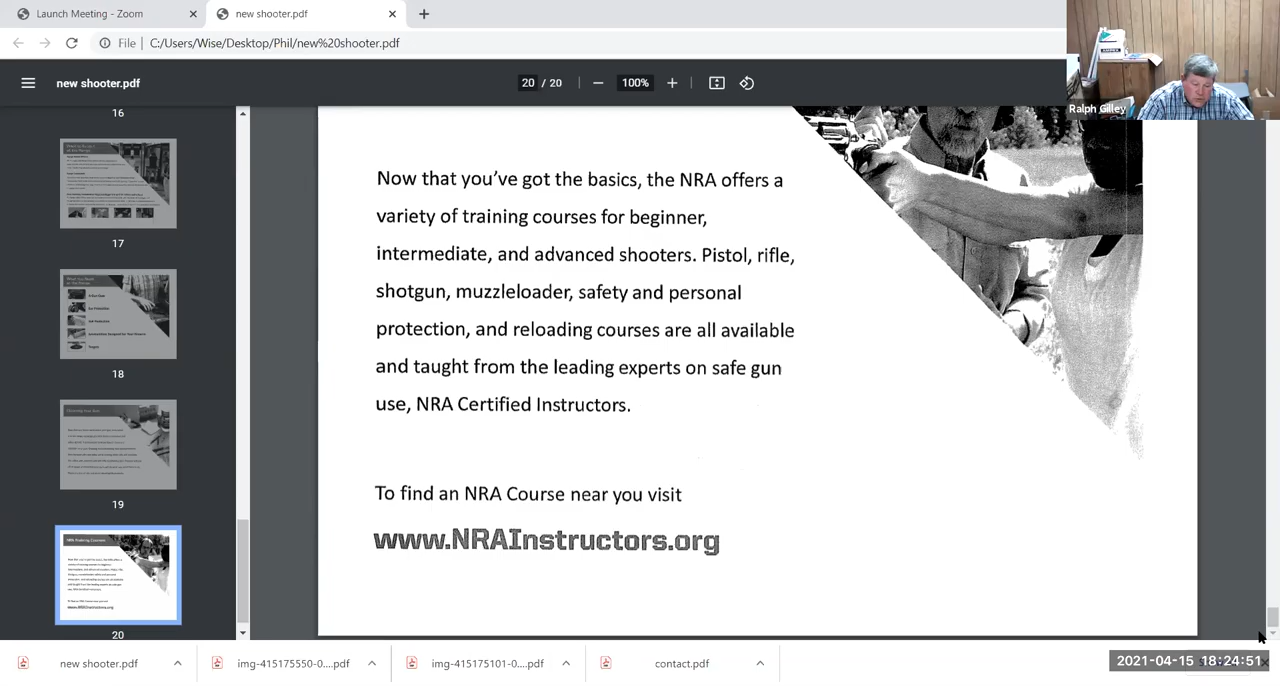 Launch Meeting - Zoom
new shooter.pdf
File
C:/Users/Wise/Desktop/Phil/new%20shooter.pdf
new shooter.pdf
20 / 20
100%
Ralph Gilley
16
17
18
19
20
Now that you've got the basics, the NRA offers a
variety of training courses for beginner,
intermediate, and advanced shooters. Pistol, rifle,
shotgun, muzzleloader, safety and personal
protection, and reloading courses are all available
and taught from the leading experts on safe gun
use, NRA Certified Instructors.
To find an NRA Course near you visit
www.NRAInstructors.org
new shooter.pdf
img-415175550-0....pdf
img-415175101-0....pdf
contact.pdf
2021-04-15 18:24:51